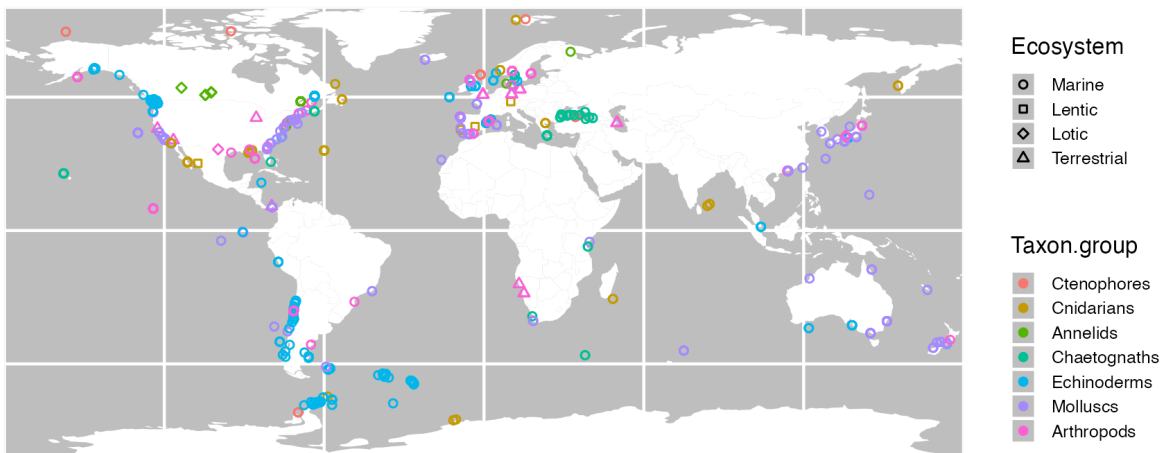 Ecosystem
Marine
Lentic
Lotic
Terrestrial
Taxon.group
Ctenophores
Cnidarians
Annelids
Chaetognaths
Echinoderms
Molluscs
Arthropods